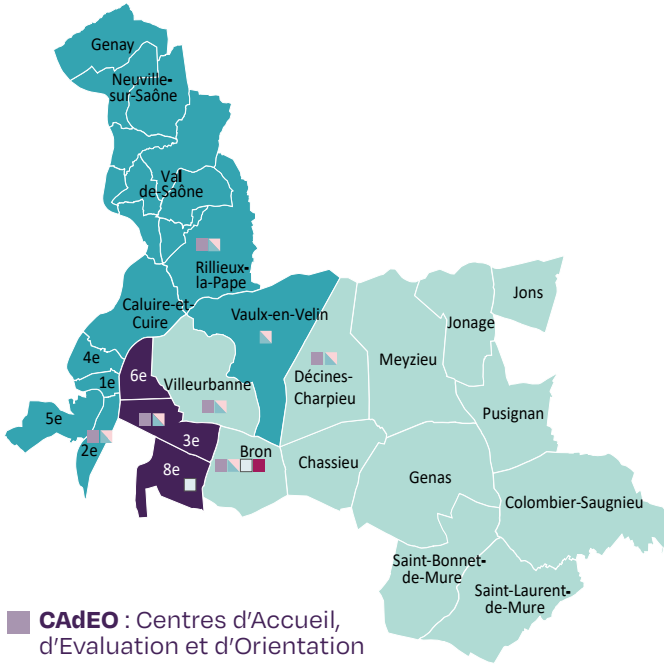 Genay
Neuville-
sur-Saône
Val
de-Saône
Rillieux-
la-Pape
Caluire-et-
Cuire
Vaulx-en-Velin
Jons
Jonage
Meyzieu
4e
1e
6e
Villeurbanne
Décines-
Charpieu
Pusignan
5e
2e
3e
8e
Bron
Chassieu
Genas
Colombier-Saugnieu
Saint-Bonnet-
de-Mure
Saint-Laurent-
de-Mure
CAdEO : Centres d'Accueil,
d'Evaluation et d'Orientation